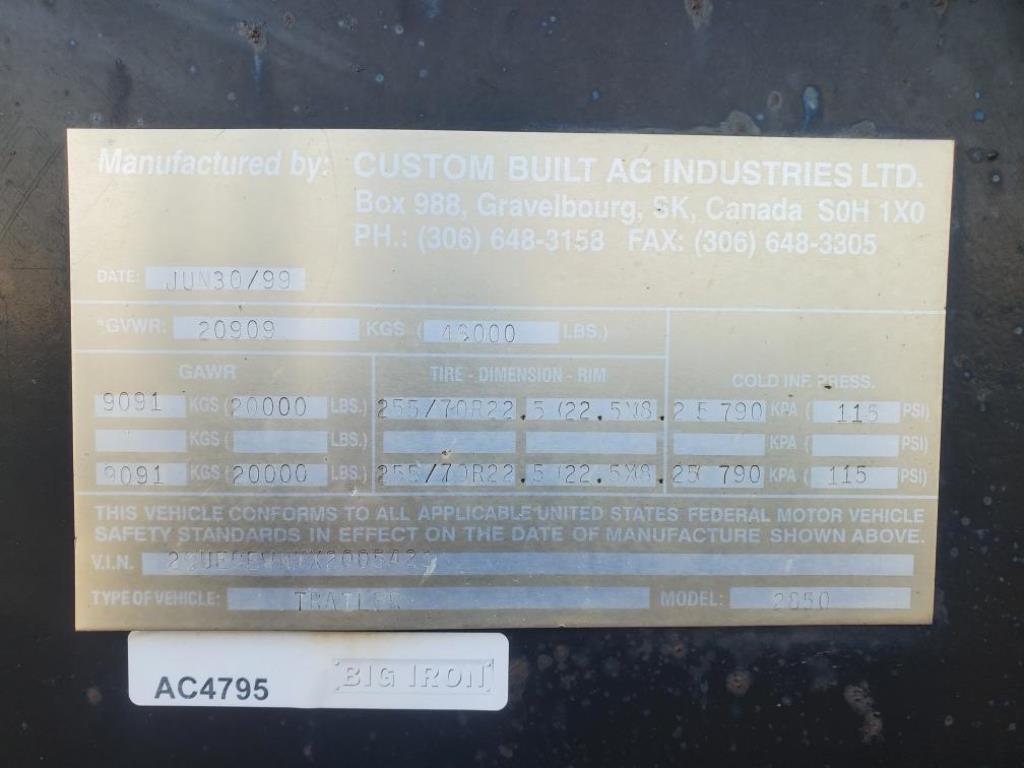 Manufactured by: CUSTOM BUILT AG INDUSTRIES LTD.
Box 988, Gravelbourg, SK, Canada S0H 1X0
PH.: (306) 648-3158 FAX: (306) 648-3305
DATE: JUN30/99
*GVWR: 20909 KGS ( 46000 LBS.)
GAWR TIRE - DIMENSION - RIM COLD INF. PRESS.
9091 KGS (20000 LBS.) 255/70R22.5 (22.5X8.25 790 KPA ( 115 PSI)
KGS ( LBS.) KPA ( PSI)
9091 KGS (20000 LBS.) 255/70R22.5 (22.5X8.25 790 KPA ( 115 PSI)
THIS VEHICLE CONFORMS TO ALL APPLICABLE UNITED STATES FEDERAL MOTOR VEHICLE
SAFETY STANDARDS IN EFFECT ON THE DATE OF MANUFACTURE SHOWN ABOVE.
V.I.N.
TYPE OF VEHICLE: TRAILER MODEL: 2850
AC4795 BIG IRON